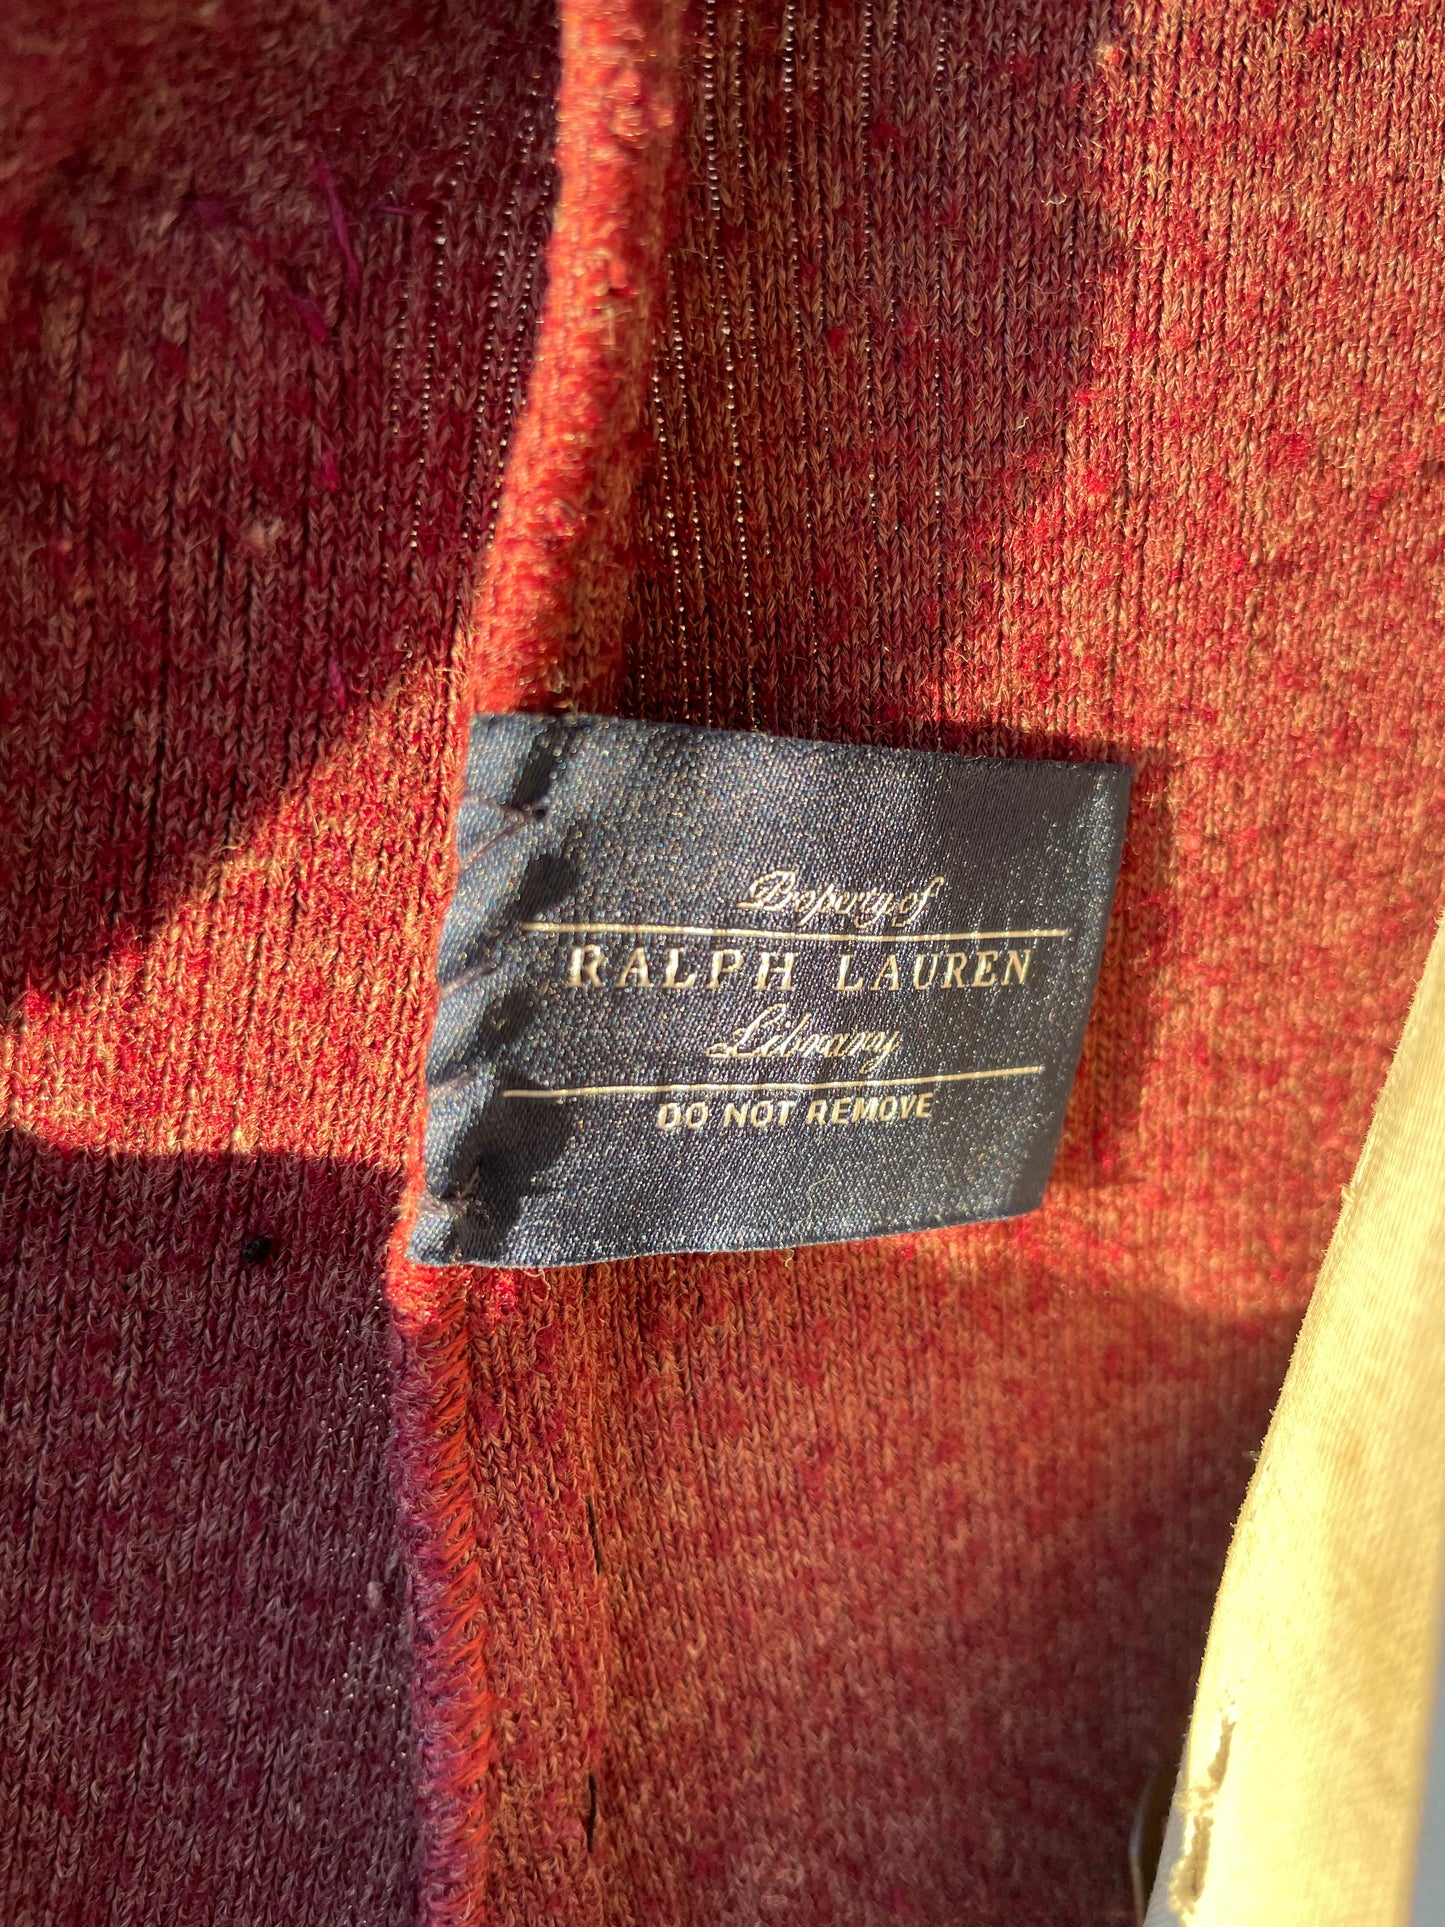 Property of
RALPH LAUREN
Library
DO NOT REMOVE